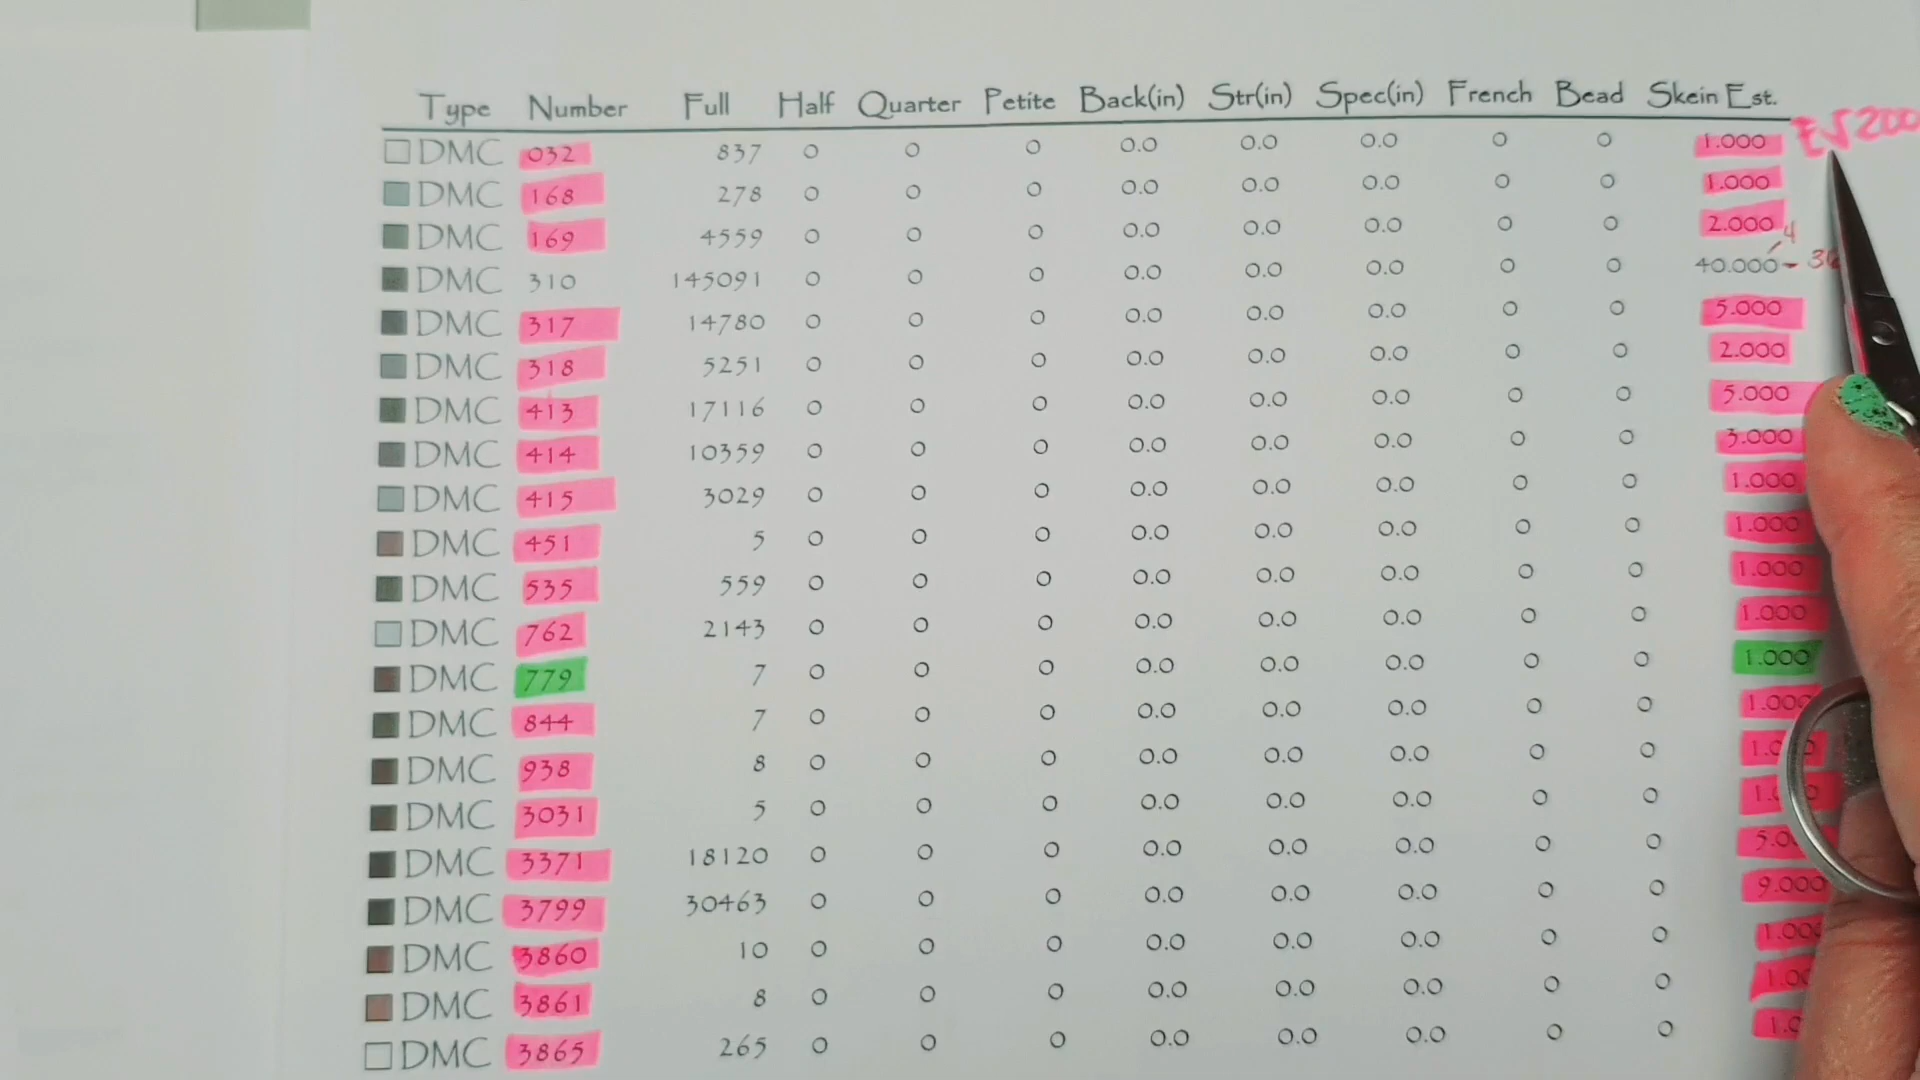 Type Number Full Half Quarter Petite Back(in) Str(in) Spec(in) French Bead Skein Est.
DMC 032 837 0 0 0 0.0 0.0 0.0 0 0 1.000
DMC 168 278 0 0 0 0.0 0.0 0.0 0 0 1.000
DMC 169 4559 0 0 0 0.0 0.0 0.0 0 0 2.000
4
DMC 310 145091 0 0 0 0.0 0.0 0.0 0 0 40.000 -
DMC 317 14780 0 0 0 0.0 0.0 0.0 0 0 5.000
DMC 318 5251 0 0 0 0.0 0.0 0.0 0 0 2.000
DMC 413 17116 0 0 0 0.0 0.0 0.0 0 0 5.000
DMC 414 10359 0 0 0 0.0 0.0 0.0 0 0 3.000
DMC 415 3029 0 0 0 0.0 0.0 0.0 0 0 1.000
DMC 451 5 0 0 0 0.0 0.0 0.0 0 0 1.000
DMC 535 559 0 0 0 0.0 0.0 0.0 0 0 1.000
DMC 762 2143 0 0 0 0.0 0.0 0.0 0 0 1.000
DMC 779 7 0 0 0 0.0 0.0 0.0 0 0 1.000
DMC 844 7 0 0 0 0.0 0.0 0.0 0 0 1.000
DMC 938 8 0 0 0 0.0 0.0 0.0 0 0
DMC 3031 5 0 0 0 0.0 0.0 0.0 0 0
DMC 3371 18120 0 0 0 0.0 0.0 0.0 0 0 5.0
DMC 3799 30463 0 0 0 0.0 0.0 0.0 0 0 9.000
DMC 3860 10 0 0 0 0.0 0.0 0.0 0 0 1.000
DMC 3861 8 0 0 0 0.0 0.0 0.0 0 0 1.00
DMC 3865 265 0 0 0 0.0 0.0 0.0 0 0 1.0